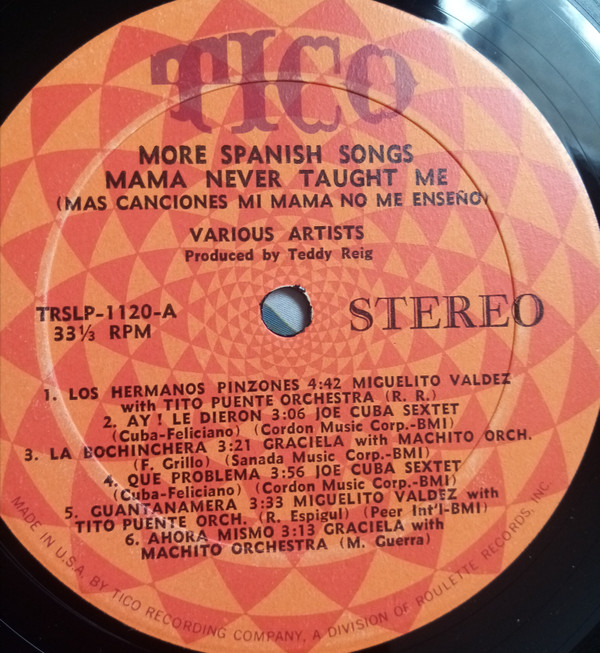 TICO
MORE SPANISH SONGS
MAMA NEVER TAUGHT ME
(MAS CANCIONES MI MAMA NO ME ENSEÑO)
VARIOUS ARTISTS
Produced by Teddy Reig
TRSLP-1120-A
33⅓ RPM
STEREO
1. LOS HERMANOS PINZONES 4:42 MIGUELITO VALDEZ
with TITO PUENTE ORCHESTRA (R. R.)
2. AY ! LE DIERON 3:06 JOE CUBA SEXTET
(Cuba-Feliciano) (Cordon Music Corp.-BMI)
3. LA BOCHINCHERA 3:21 GRACIELA with MACHITO ORCH.
(F. Grillo) (Sanada Music Corp.-BMI)
4. QUE PROBLEMA 3:56 JOE CUBA SEXTET
(Cuba-Feliciano) (Cordon Music Corp.-BMI)
5. GUANTANAMERA 3:33 MIGUELITO VALDEZ with
TITO PUENTE ORCH. (R. Espigul) (Peer Int'l-BMI)
6. AHORA MISMO 3:13 GRACIELA with
MACHITO ORCHESTRA (M. Guerra)
MADE IN U.S.A. BY TICO RECORDING COMPANY, A DIVISION OF ROULETTE RECORDS, INC.